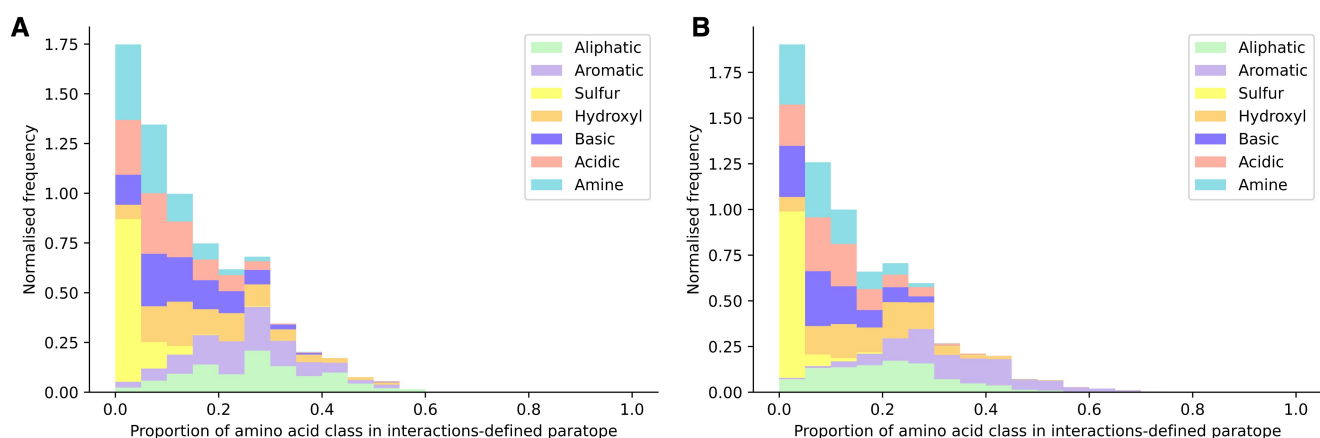 A
1.75
1.50
1.25
1.00
0.75
0.50
0.25
0.00
Normalised frequency
0.0 0.2 0.4 0.6 0.8 1.0
Proportion of amino acid class in interactions-defined paratope
Aliphatic
Aromatic
Sulfur
Hydroxyl
Basic
Acidic
Amine
B
1.75
1.50
1.25
1.00
0.75
0.50
0.25
0.00
Normalised frequency
0.0 0.2 0.4 0.6 0.8 1.0
Proportion of amino acid class in interactions-defined paratope
Aliphatic
Aromatic
Sulfur
Hydroxyl
Basic
Acidic
Amine